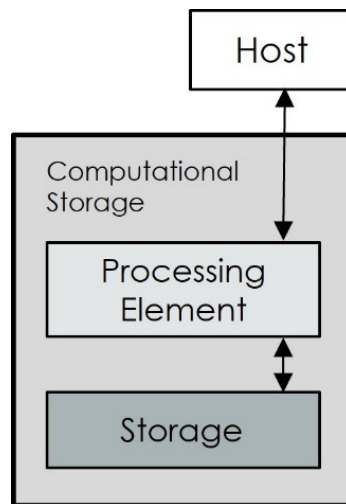 Host
Computational
Storage
Processing
Element
Storage